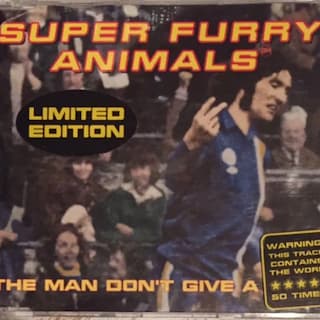 SUPER FURRY
ANIMALS
LIMITED
EDITION
THE MAN DON'T GIVE A
WARNING
THIS TRACK
CONTAINS
THE WORD
★★★★
50 TIMES